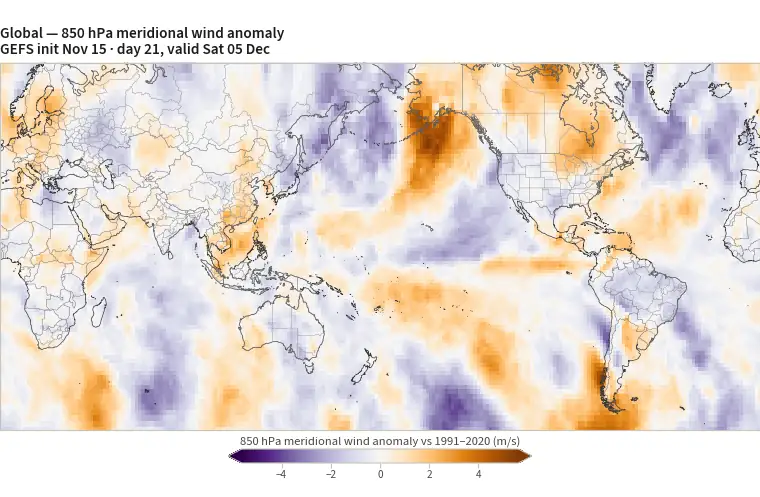 Global — 850 hPa meridional wind anomaly
GEFS init Nov 15 · day 21, valid Sat 05 Dec
850 hPa meridional wind anomaly vs 1991–2020 (m/s)
−4 −2 0 2 4